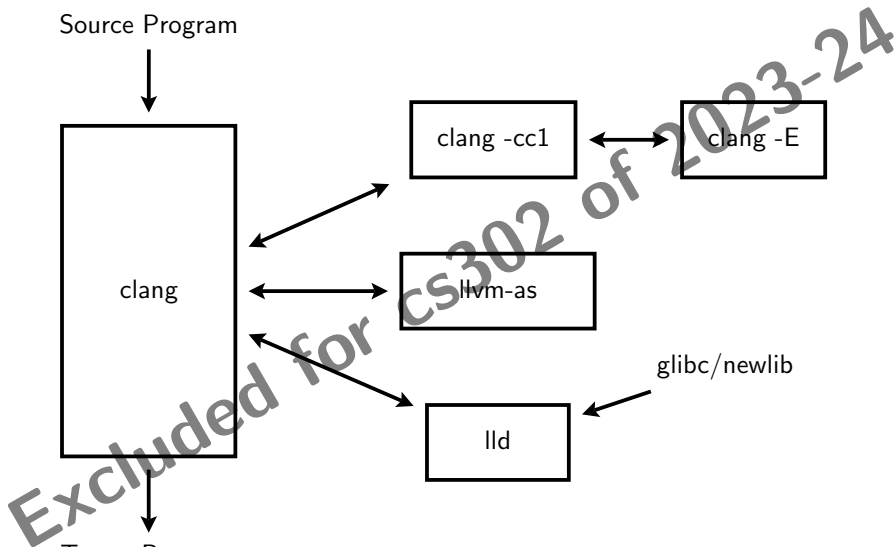 Source Program
clang -cc1
clang -E
clang
llvm-as
glibc/newlib
lld
Excluded for cs302 of 2023-24